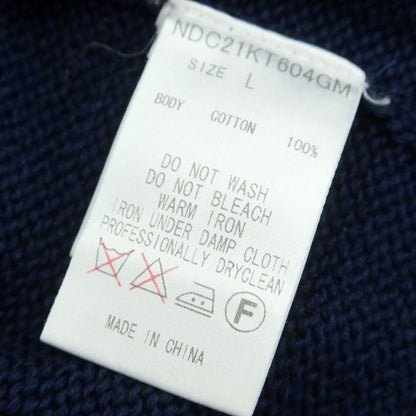 NDC21KT604GM
SIZE L
BODY COTTON 100%
DO NOT WASH
DO NOT BLEACH
WARM IRON
IRON UNDER DAMP CLOTH
PROFESSIONALLY DRYCLEAN
F
MADE IN CHINA